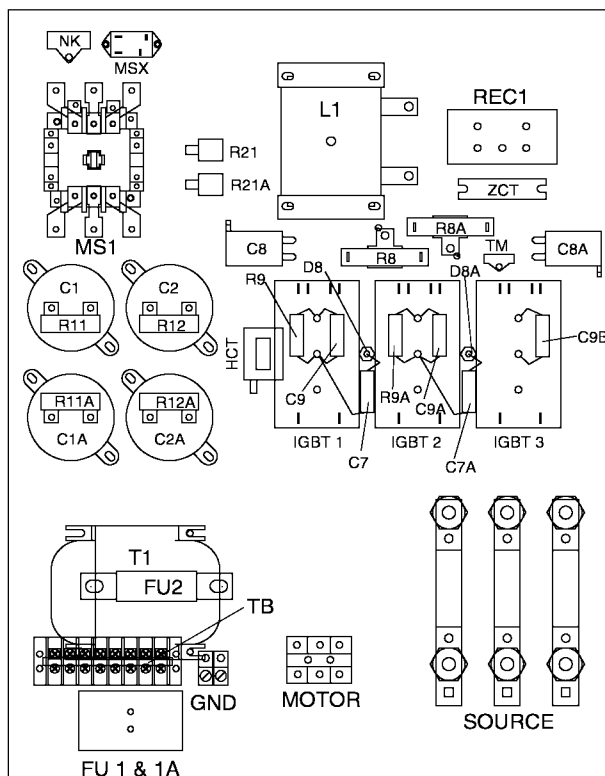 NK
MSX
L1
REC1
R21
R21A
ZCT
MS1
C8
R8
R8A
TM
C8A
C1
C2
R9
D8
D8A
R11
R12
HCT
C9B
R11A
R12A
C9
R9A
C9A
C1A
C2A
IGBT 1
IGBT 2
IGBT 3
C7
C7A
T1
FU2
TB
GND
MOTOR
SOURCE
FU 1 & 1A